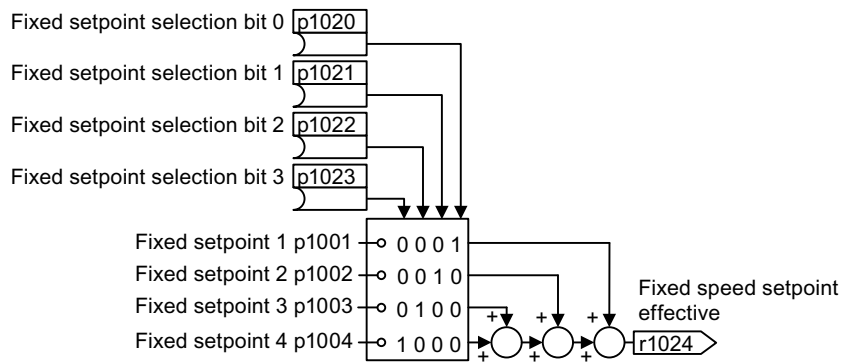 Fixed setpoint selection bit 0 p1020
Fixed setpoint selection bit 1 p1021
Fixed setpoint selection bit 2 p1022
Fixed setpoint selection bit 3 p1023
Fixed setpoint 1 p1001 0 0 0 1
Fixed setpoint 2 p1002 0 0 1 0
Fixed setpoint 3 p1003 0 1 0 0
Fixed setpoint 4 p1004 1 0 0 0
+ + +
+ + +
Fixed speed setpoint
effective
r1024